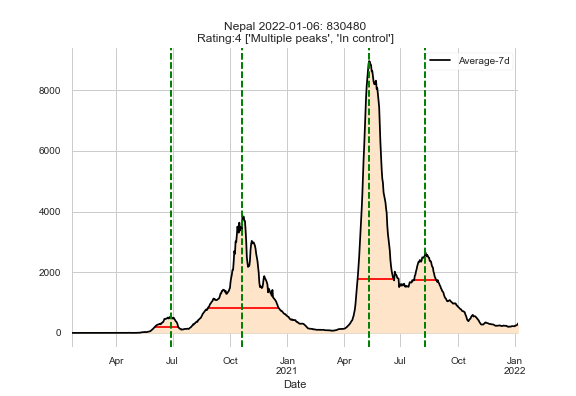 Nepal 2022-01-06: 830480
Rating:4 ['Multiple peaks', 'In control']
Average-7d
8000
6000
4000
2000
0
Apr
Jul
Oct
Jan
2021
Apr
Jul
Oct
Jan
2022
Date